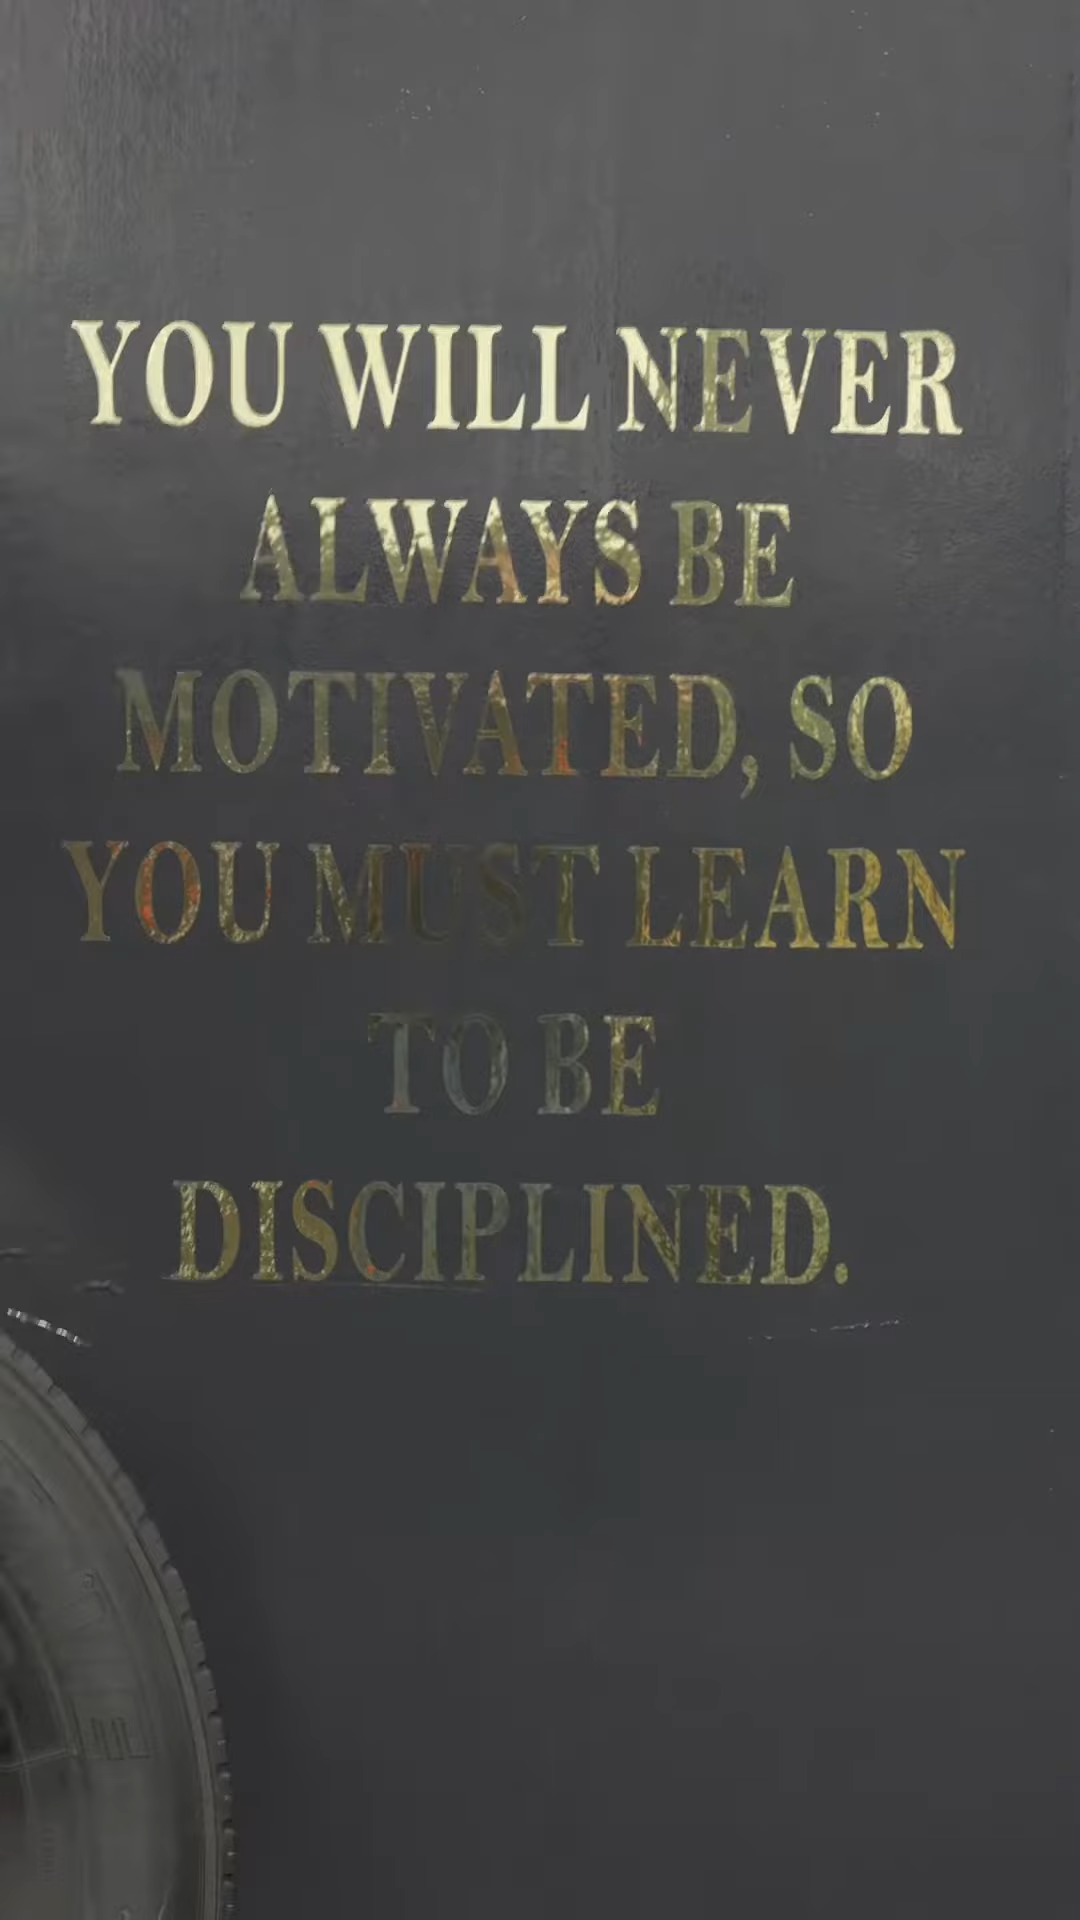 YOU WILL NEVER
ALWAYS BE
MOTIVATED, SO
YOU MUST LEARN
TO BE
DISCIPLINED.